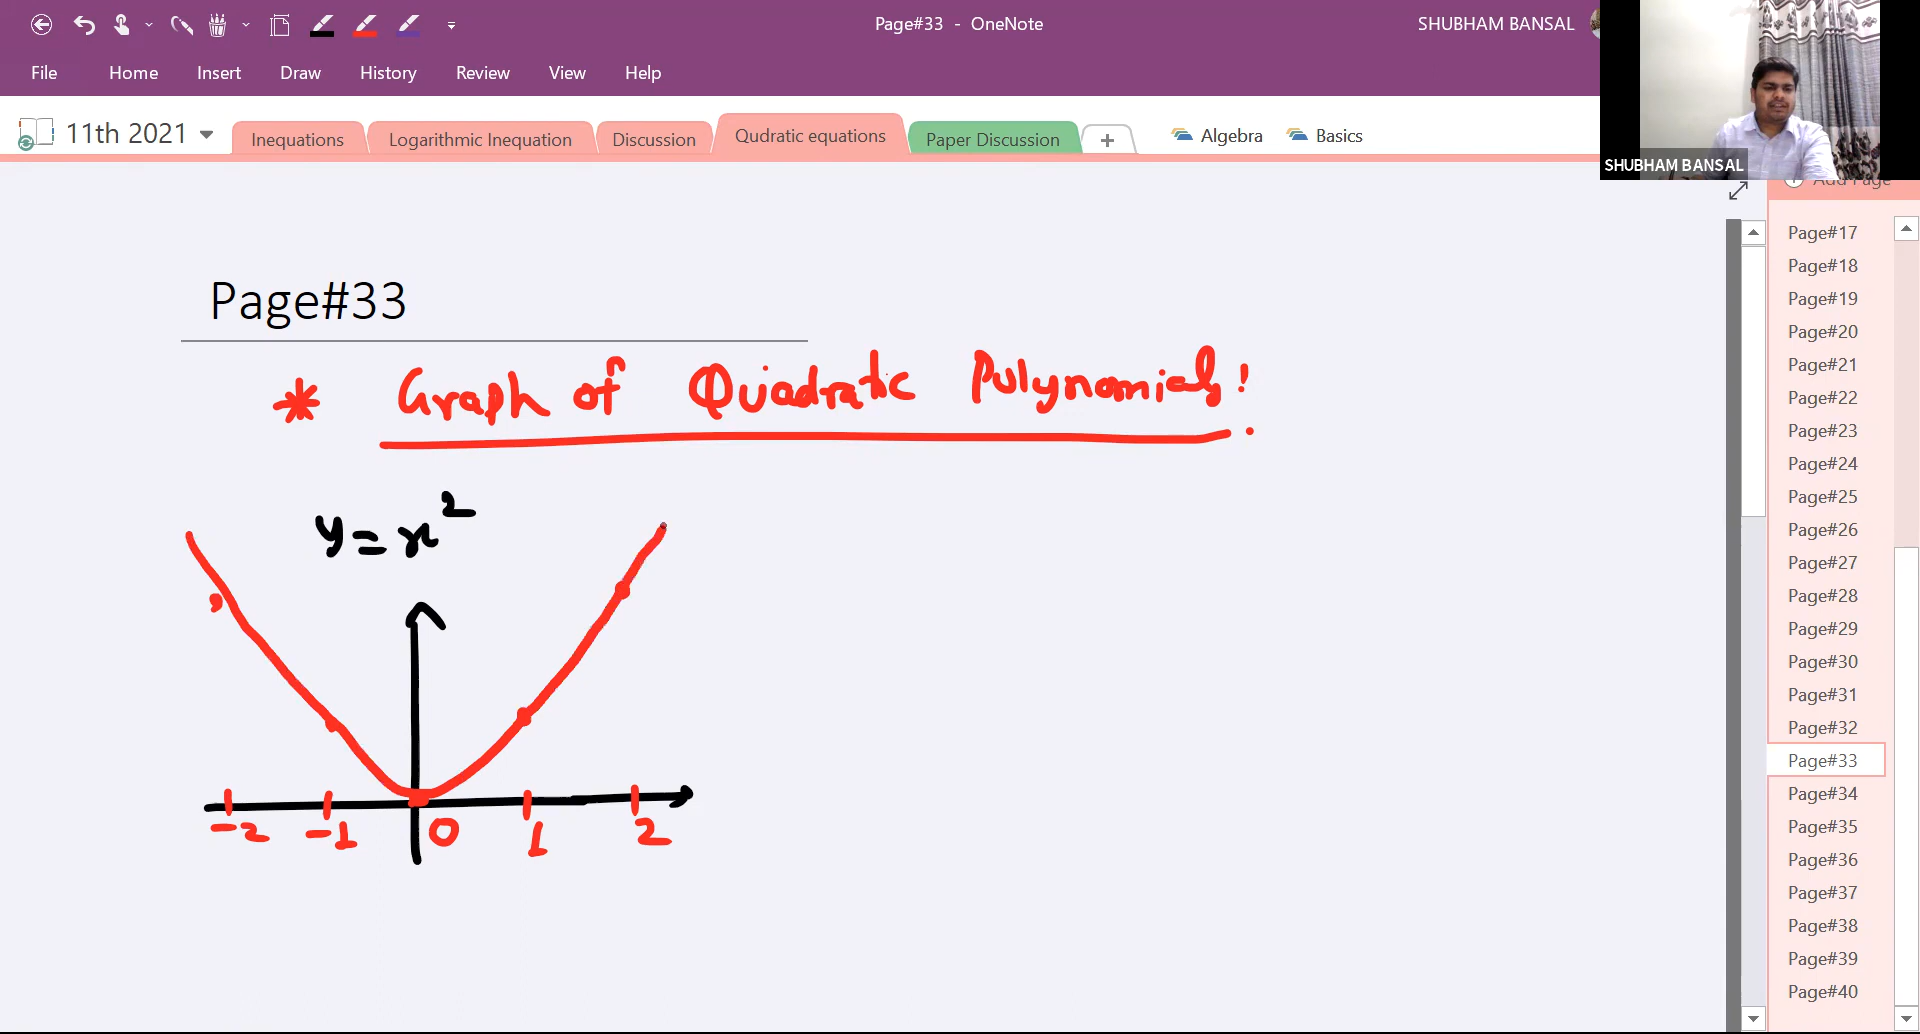 Page#33 - OneNote
SHUBHAM BANSAL
File Home Insert Draw History Review View Help
11th 2021
Inequations
Logarithmic Inequation
Discussion
Qudratic equations
Paper Discussion
+
Algebra
Basics
SHUBHAM BANSAL
Add Page
Page#17
Page#18
Page#19
Page#20
Page#21
Page#22
Page#23
Page#24
Page#25
Page#26
Page#27
Page#28
Page#29
Page#30
Page#31
Page#32
Page#33
Page#34
Page#35
Page#36
Page#37
Page#38
Page#39
Page#40
Page#33
* Graph of Quadratic Polynomials:
y = x²
-2 -1 0 1 2